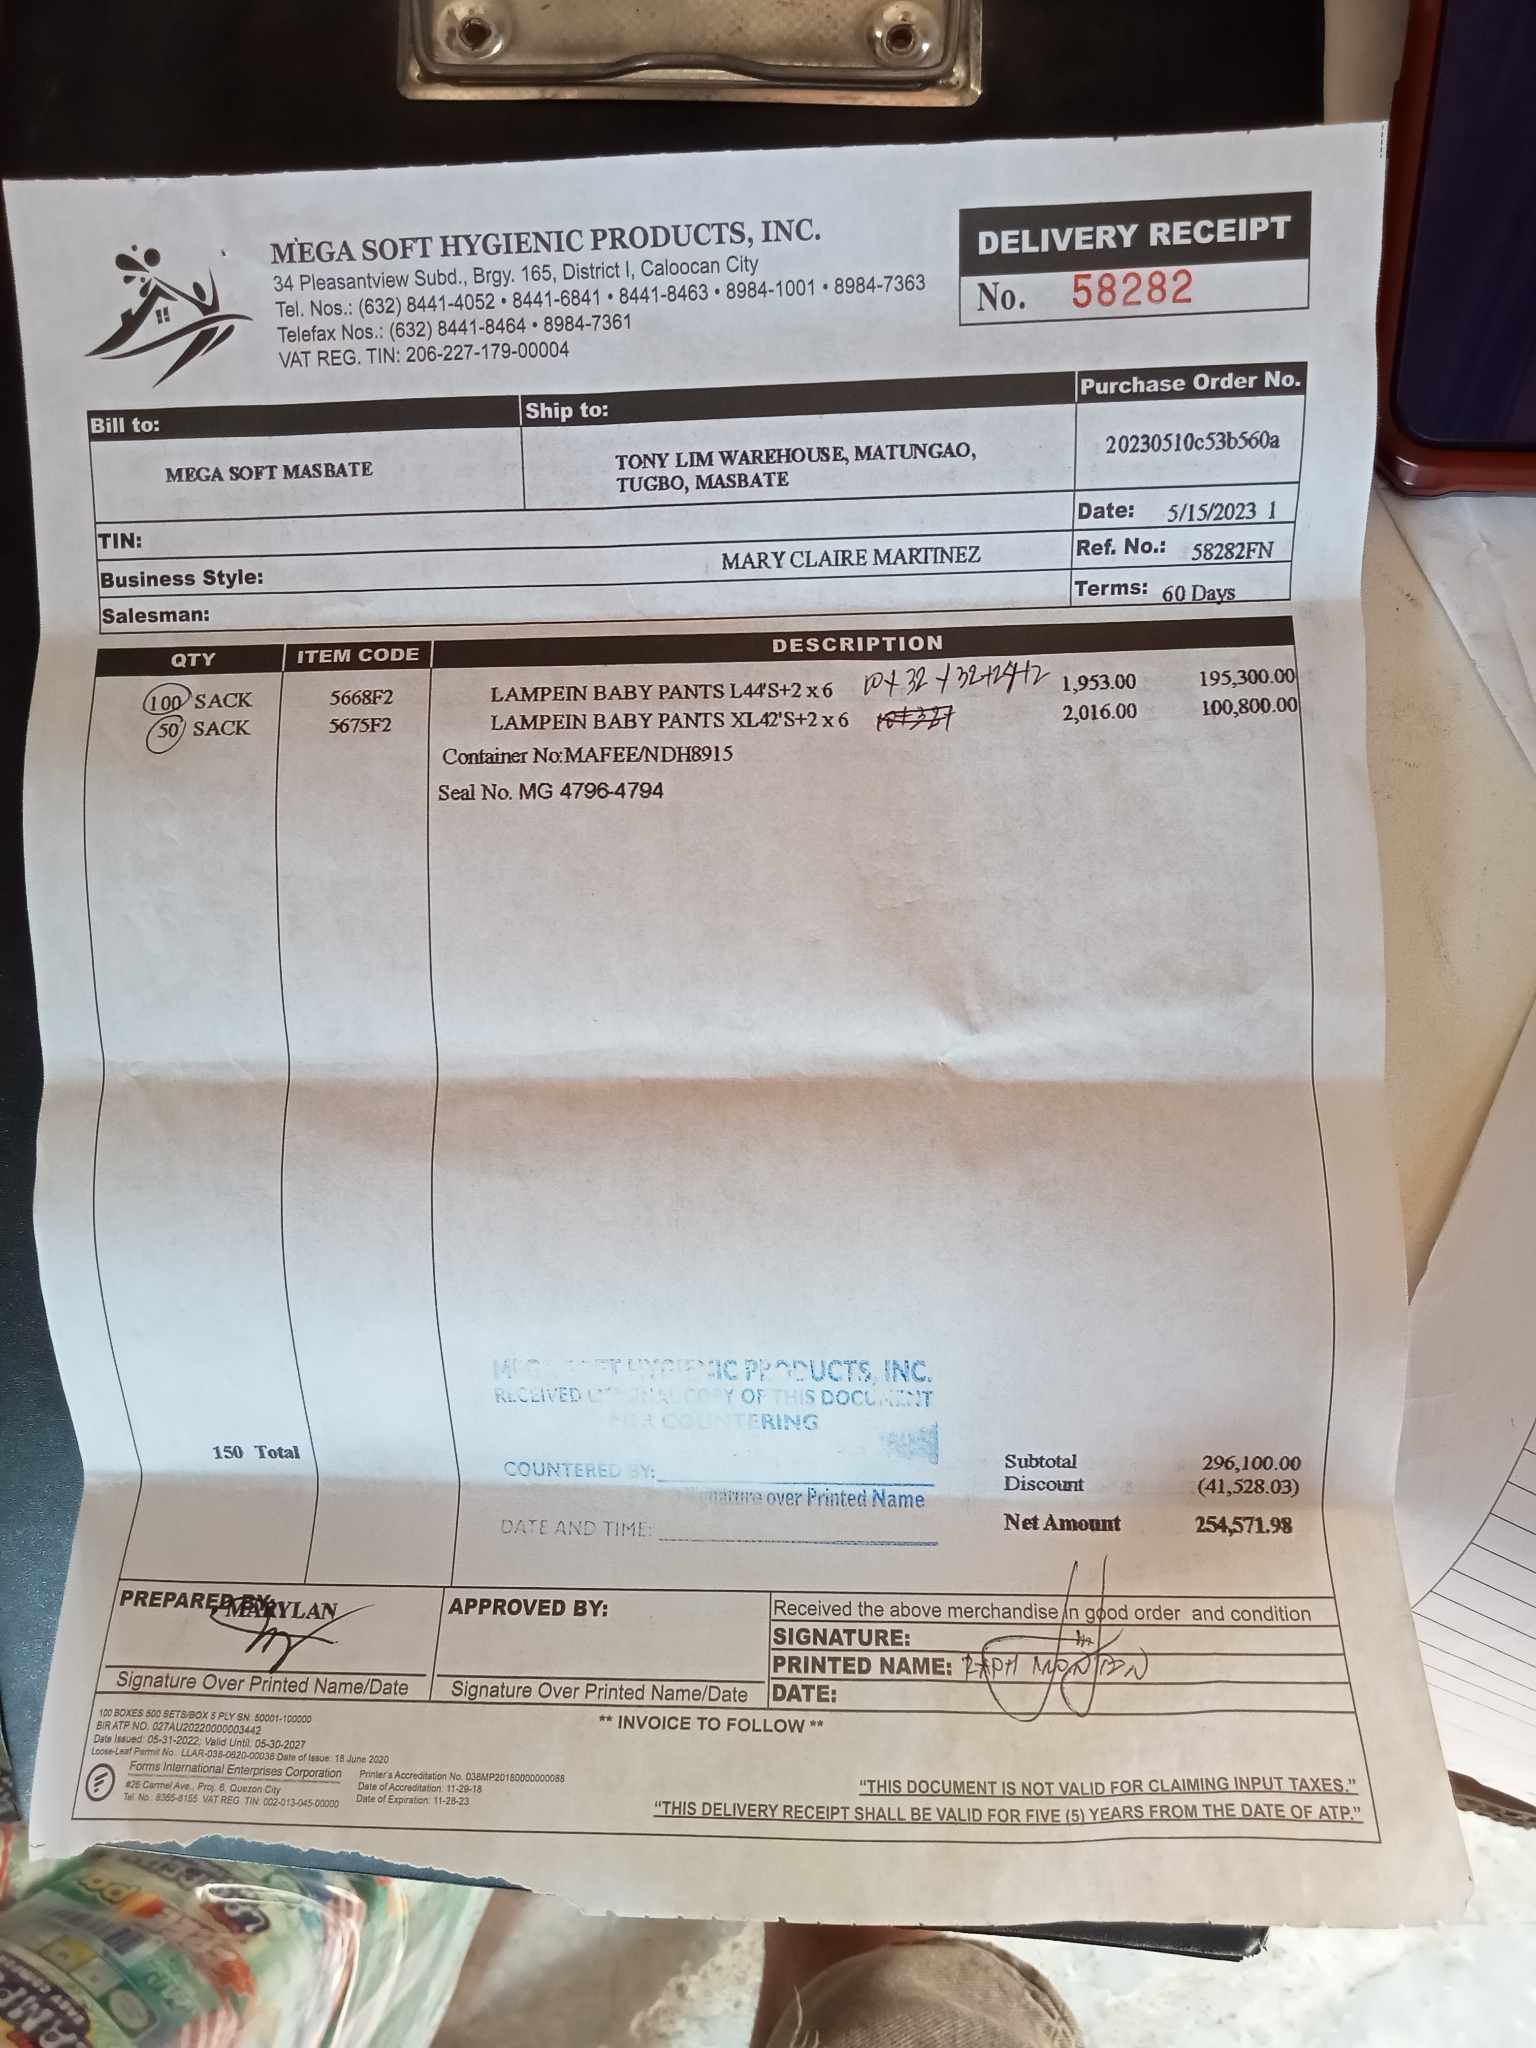 MEGA SOFT HYGIENIC PRODUCTS, INC.
34 Pleasantview Subd., Brgy. 165, District I, Caloocan City
Tel. Nos.: (632) 8441-4052 • 8441-6841 • 8441-8463 • 8984-1001 • 8984-7363
Telefax Nos.: (632) 8441-8464 • 8984-7361
VAT REG. TIN: 206-227-179-00004
DELIVERY RECEIPT
No. 58282
Bill to:
MEGA SOFT MASBATE
Ship to:
TONY LIM WAREHOUSE, MATUNGAO,
TUGBO, MASBATE
Purchase Order No.
20230510c53b560a
Date: 5/15/2023 1
TIN:
Ref. No.: 58282FN
Business Style: MARY CLAIRE MARTINEZ
Terms: 60 Days
Salesman:
QTY ITEM CODE DESCRIPTION
100 SACK 5668F2 LAMPEIN BABY PANTS L44'S+2 x 6 10+32+32+24+2 1,953.00 195,300.00
50 SACK 5675F2 LAMPEIN BABY PANTS XL42'S+2 x 6 2,016.00 100,800.00
Container No:MAFEE/NDH8915
Seal No. MG 4796-4794
MEGA SOFT HYGIENIC PRODUCTS, INC.
RECEIVED ORIGINAL COPY OF THIS DOCUMENT
FOR COUNTERING
COUNTERED BY:
Signature over Printed Name
DATE AND TIME:
150 Total
Subtotal 296,100.00
Discount (41,528.03)
Net Amount 254,571.98
PREPARED BY:
MARYLAN
Signature Over Printed Name/Date
APPROVED BY:
Signature Over Printed Name/Date
Received the above merchandise in good order and condition
SIGNATURE:
PRINTED NAME:
DATE:
100 BOXES 500 SETS/BOX 5 PLY SN: 50001-100000
BIR ATP NO. 027AU20220000003442
Date Issued: 05-31-2022; Valid Until: 05-30-2027
Loose-Leaf Permit No. LLAR-038-0620-00036 Date of Issue: 18 June 2020
Forms International Enterprises Corporation
#26 Carmel Ave., Proj. 6, Quezon City
Tel. No.: 8365-8155 VAT REG. TIN: 002-013-045-00000
Printer's Accreditation No. 038MP20180000000088
Date of Accreditation: 11-29-18
Date of Expiration: 11-28-23
** INVOICE TO FOLLOW **
"THIS DOCUMENT IS NOT VALID FOR CLAIMING INPUT TAXES."
"THIS DELIVERY RECEIPT SHALL BE VALID FOR FIVE (5) YEARS FROM THE DATE OF ATP."